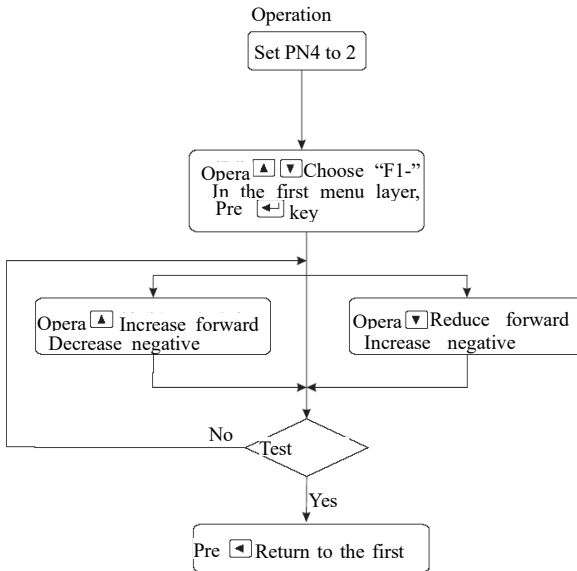 Operation
Set PN4 to 2
Opera ▲ ▼ Choose “F1-”
In the first menu layer,
Pre ↵ key
Opera ▲ Increase forward
Decrease negative
Opera ▼ Reduce forward
Increase negative
No
Test
Yes
Pre ◄ Return to the first